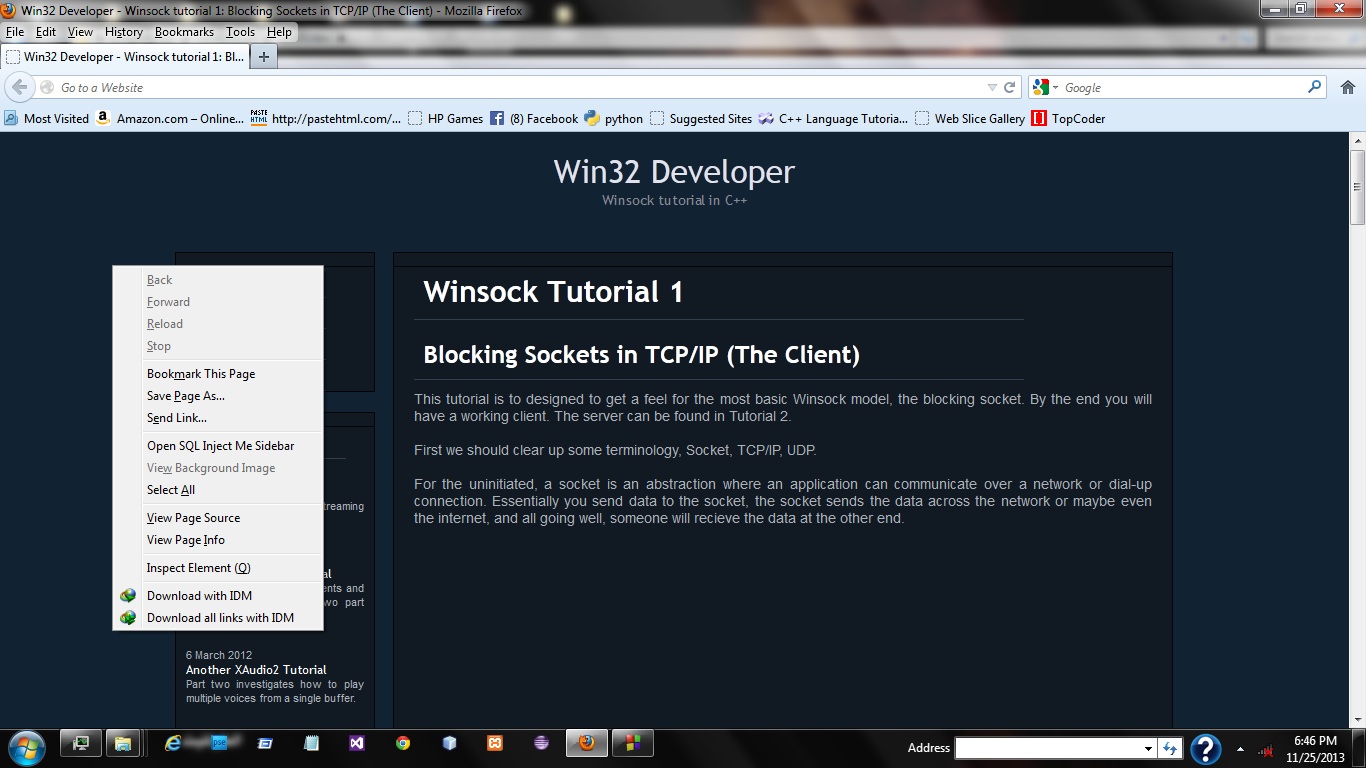 Win32 Developer - Winsock tutorial 1: Blocking Sockets in TCP/IP (The Client) - Mozilla Firefox
File Edit View History Bookmarks Tools Help
Win32 Developer - Winsock tutorial 1: Bl... +
Go to a Website
Google
Most Visited Amazon.com – Online... http://pastehtml.com/... HP Games (8) Facebook python Suggested Sites C++ Language Tutoria... Web Slice Gallery TopCoder
Win32 Developer
Winsock tutorial in C++
Back
Forward
Reload
Stop
Bookmark This Page
Save Page As...
Send Link...
Open SQL Inject Me Sidebar
View Background Image
Select All
View Page Source
View Page Info
Inspect Element (Q)
Download with IDM
Download all links with IDM
treaming
al
ents and
wo part
6 March 2012
Another XAudio2 Tutorial
Part two investigates how to play
multiple voices from a single buffer.
Winsock Tutorial 1
Blocking Sockets in TCP/IP (The Client)
This tutorial is to designed to get a feel for the most basic Winsock model, the blocking socket. By the end you will
have a working client. The server can be found in Tutorial 2.
First we should clear up some terminology, Socket, TCP/IP, UDP.
For the uninitiated, a socket is an abstraction where an application can communicate over a network or dial-up
connection. Essentially you send data to the socket, the socket sends the data across the network or maybe even
the internet, and all going well, someone will recieve the data at the other end.
Address
6:46 PM
11/25/2013